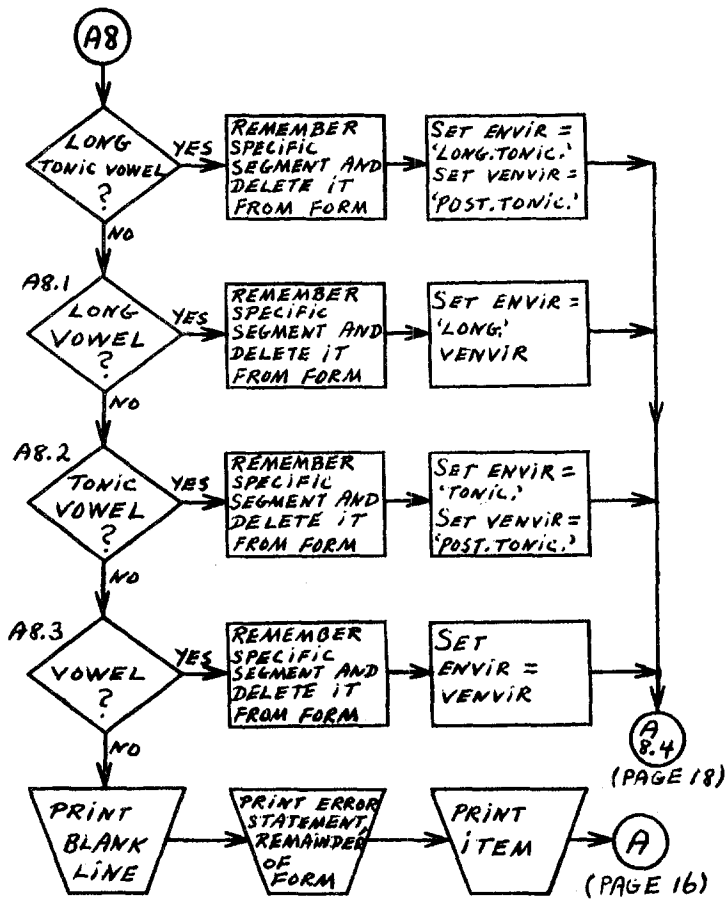 A8
LONG
TONIC VOWEL
?
YES
REMEMBER
SPECIFIC
SEGMENT AND
DELETE IT
FROM FORM
SET ENVIR =
'LONG.TONIC.'
SET VENVIR =
'POST.TONIC.'
NO
A8.1
LONG
VOWEL
?
YES
REMEMBER
SPECIFIC
SEGMENT AND
DELETE IT
FROM FORM
SET ENVIR =
'LONG.'
VENVIR
NO
A8.2
TONIC
VOWEL
?
YES
REMEMBER
SPECIFIC
SEGMENT AND
DELETE IT
FROM FORM
SET ENVIR =
'TONIC.'
SET VENVIR =
'POST.TONIC.'
NO
A8.3
VOWEL
?
YES
REMEMBER
SPECIFIC
SEGMENT AND
DELETE IT
FROM FORM
SET
ENVIR =
VENVIR
A
8.4
(PAGE 18)
NO
PRINT
BLANK
LINE
PRINT ERROR
STATEMENT,
REMAINDER
OF
FORM
PRINT
ITEM
A
(PAGE 16)